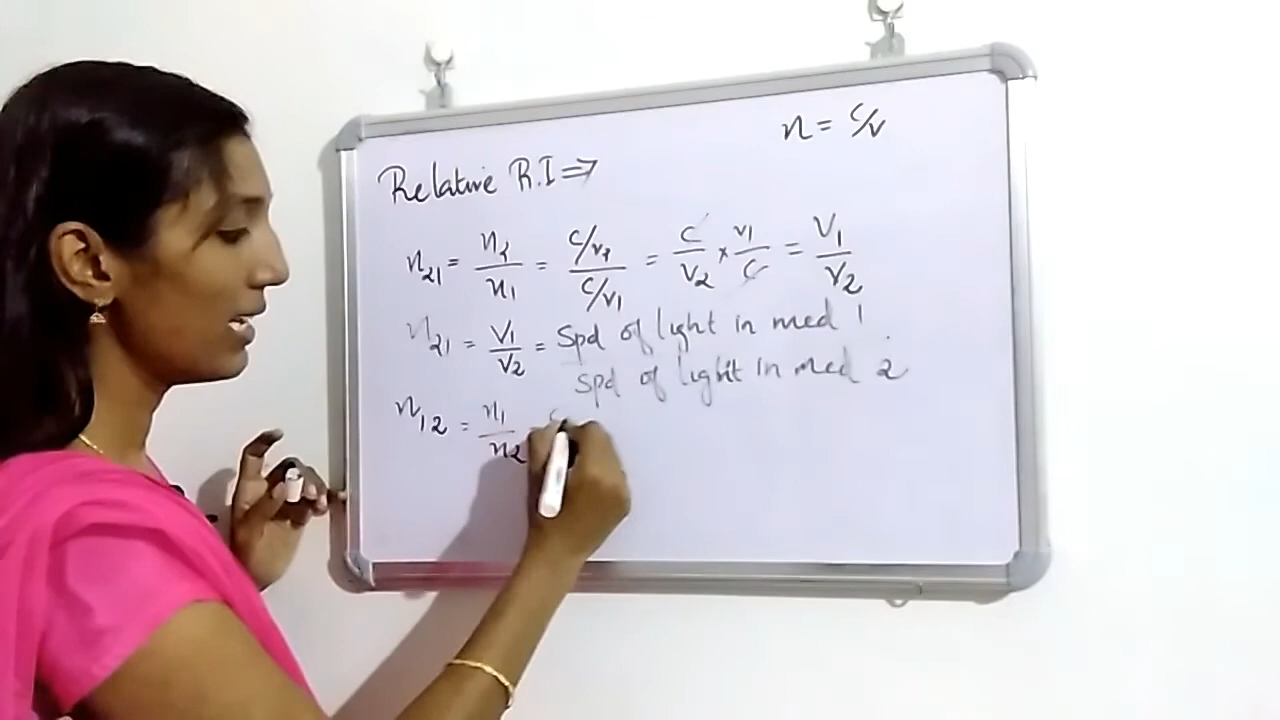 n = c/v
Relative R.I ⇒
n₂₁ = n₂/n₁ = (c/v₂)/(c/v₁) = c/v₂ × v₁/c = V₁/V₂
n₂₁ = V₁/V₂ = Spd of light in med 1
spd of light in med 2
n₁₂ = n₁/n₂